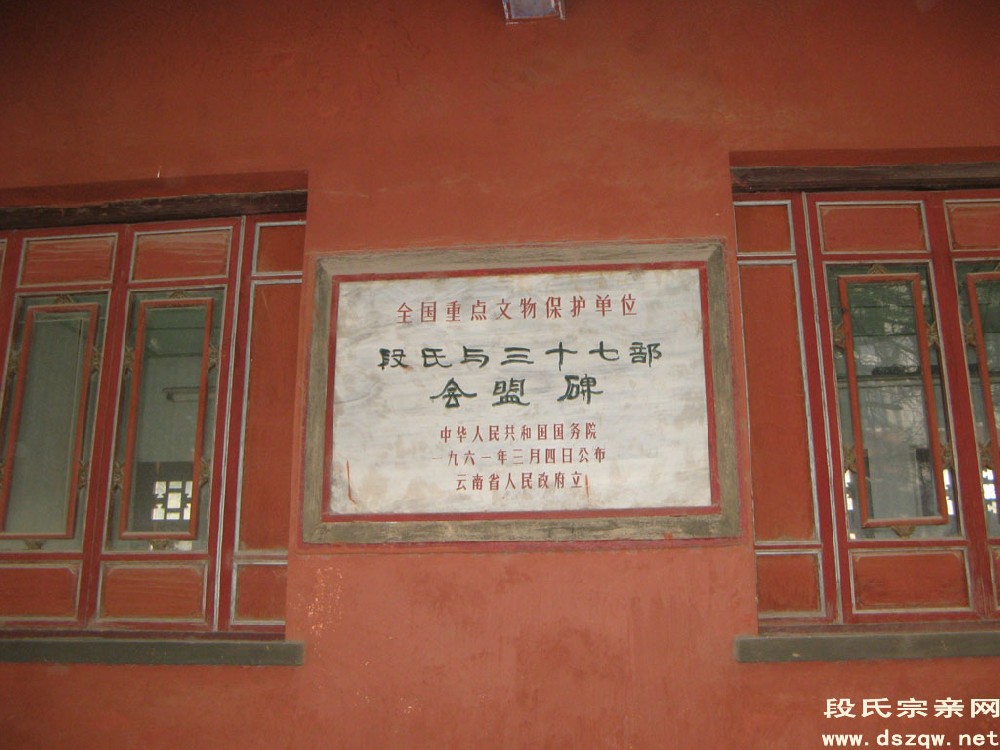 全国重点文物保护单位
段氏与三十七部
会盟碑
中华人民共和国国务院
一九六一年三月四日公布
云南省人民政府立
段氏宗亲网
www.dszqw.net